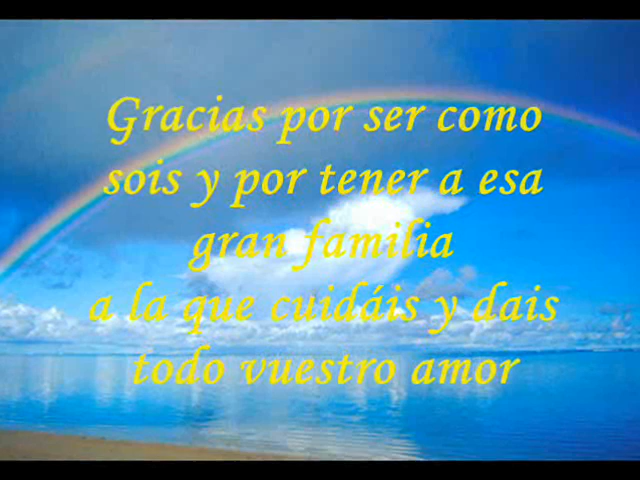 Gracias por ser como
sois y por tener a esa
gran familia
a la que cuidáis y dais
todo vuestro amor